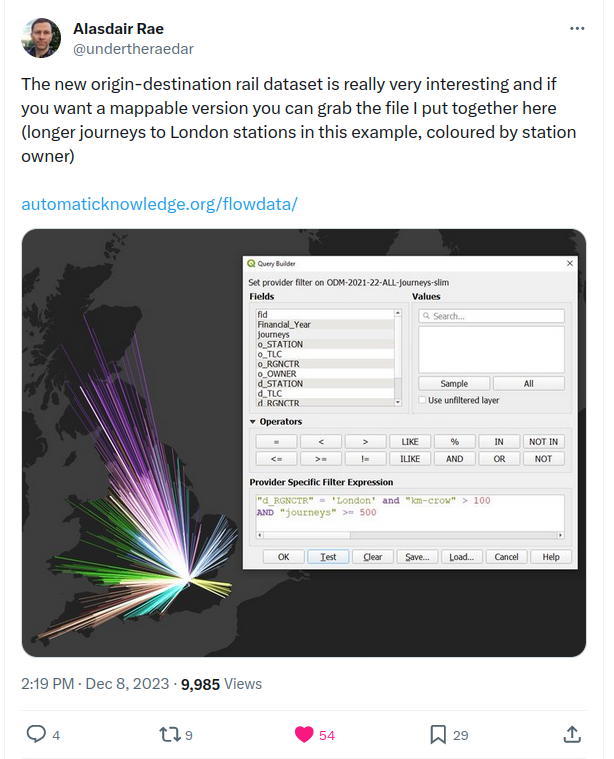 Alasdair Rae
@undertheraedar
The new origin-destination rail dataset is really very interesting and if
you want a mappable version you can grab the file I put together here
(longer journeys to London stations in this example, coloured by station
owner)
automaticknowledge.org/flowdata/
Query Builder
Set provider filter on ODM-2021-22-ALL-journeys-slim
Fields
Values
fid
Financial_Year
journeys
o_STATION
o_TLC
o_RGNCTR
o_OWNER
d_STATION
d_TLC
d_RGNCTR
Search...
Sample
All
Use unfiltered layer
Operators
= < > LIKE % IN NOT IN
<= >= != ILIKE AND OR NOT
Provider Specific Filter Expression
"d_RGNCTR" = 'London' and "km-crow" > 100
AND "journeys" >= 500
OK Test Clear Save... Load... Cancel Help
2:19 PM · Dec 8, 2023 · 9,985 Views
4 9 54 29